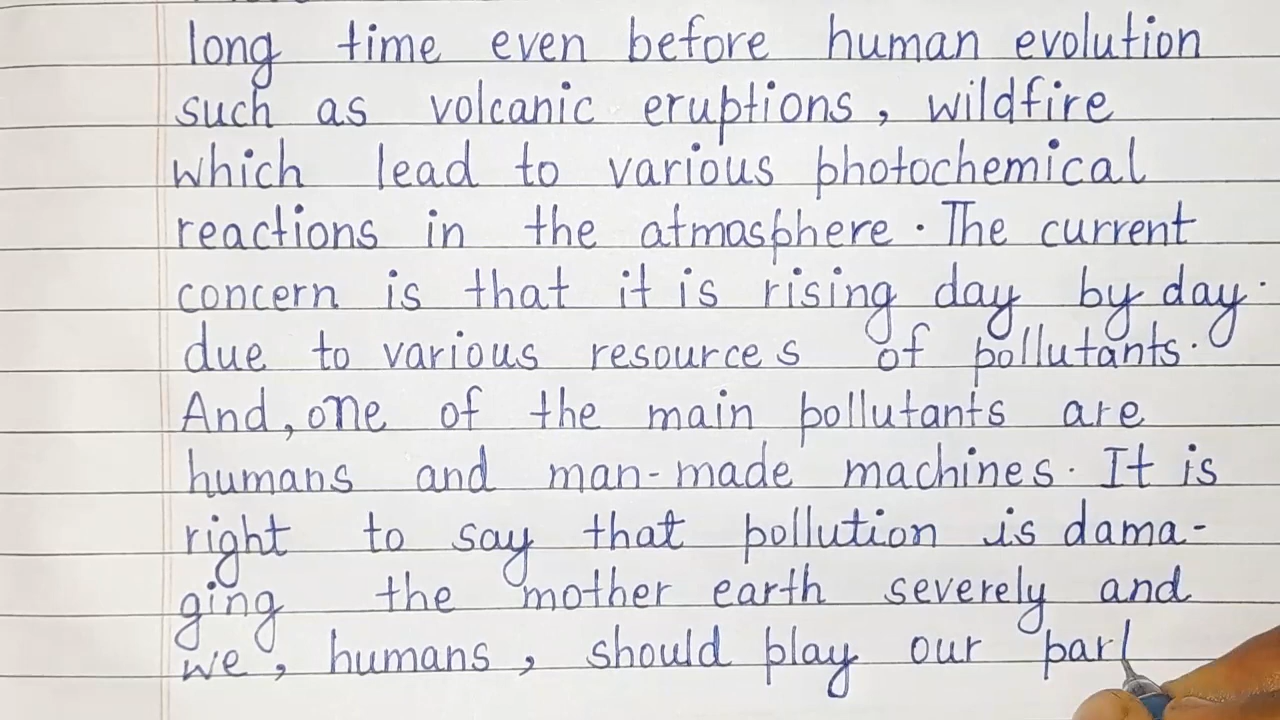 long time even before human evolution
such as volcanic eruptions, wildfire
which lead to various photochemical
reactions in the atmosphere. The current
concern is that it is rising day by day.
due to various resources of pollutants.
And, one of the main pollutants are
humans and man-made machines. It is
right to say that pollution is dama-
ging the mother earth severely and
we, humans, should play our